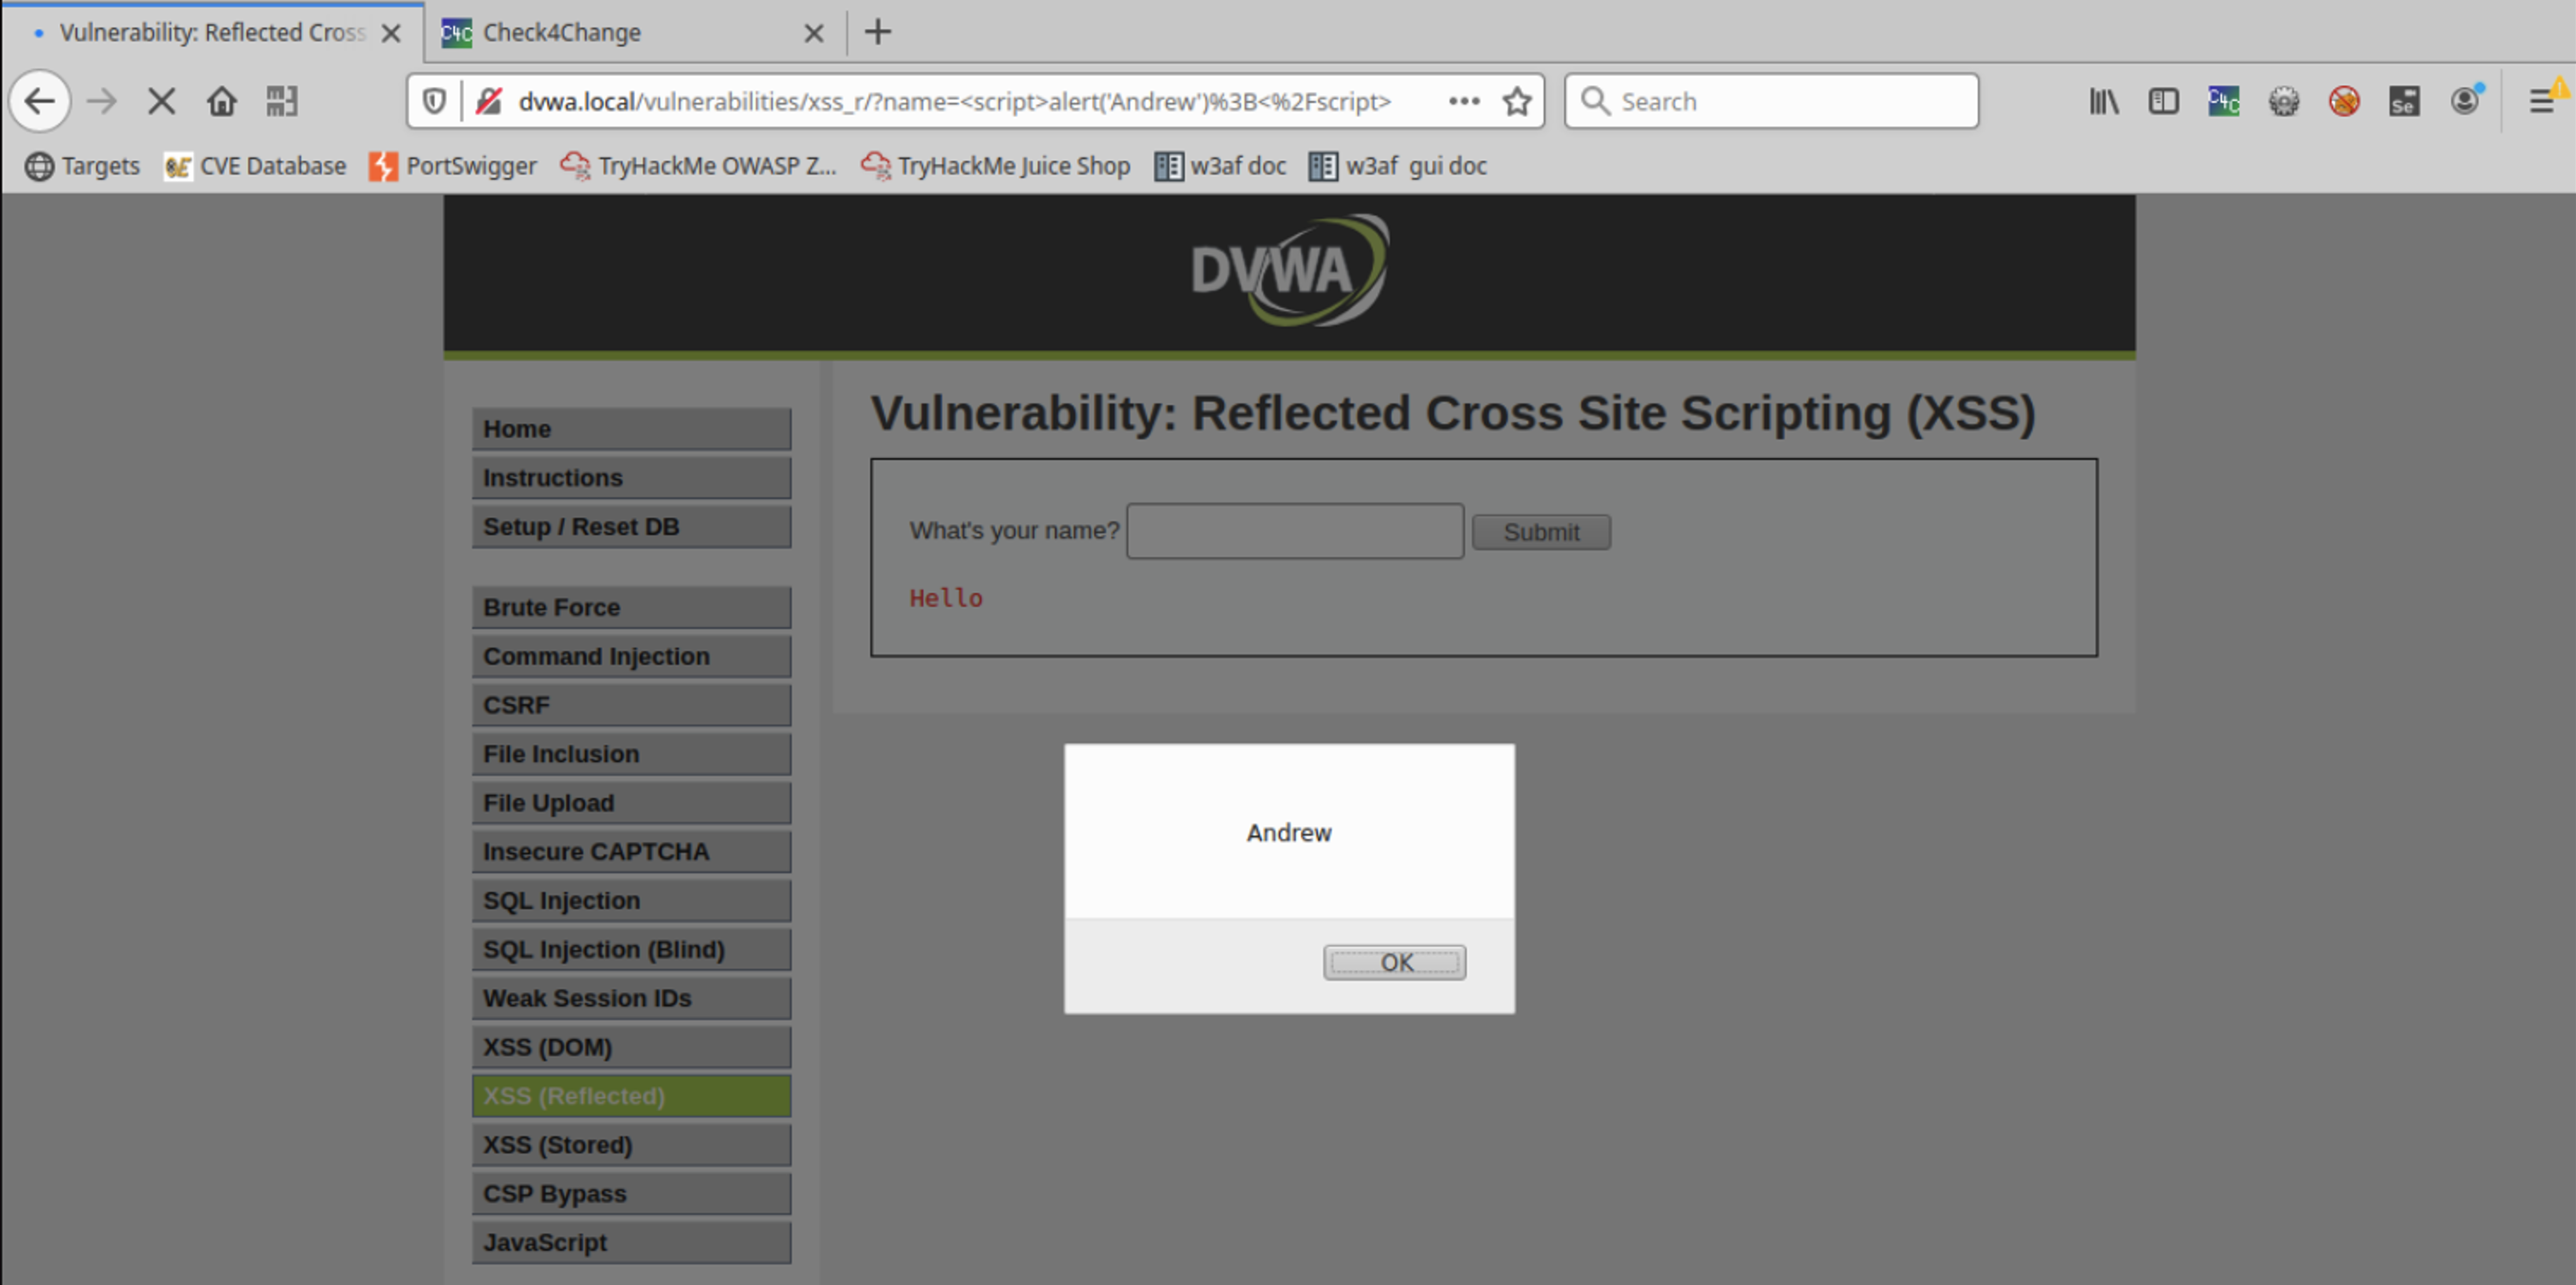 Vulnerability: Reflected Cross
Check4Change
dvwa.local/vulnerabilities/xss_r/?name=<script>alert('Andrew')%3B<%2Fscript>
Search
C4C
Se
Targets
CVE Database
PortSwigger
TryHackMe OWASP Z...
TryHackMe Juice Shop
w3af doc
w3af gui doc
DVWA
Vulnerability: Reflected Cross Site Scripting (XSS)
What's your name?
Submit
Hello
Home
Instructions
Setup / Reset DB
Brute Force
Command Injection
CSRF
File Inclusion
File Upload
Insecure CAPTCHA
SQL Injection
SQL Injection (Blind)
Weak Session IDs
XSS (DOM)
XSS (Reflected)
XSS (Stored)
CSP Bypass
JavaScript
Andrew
OK